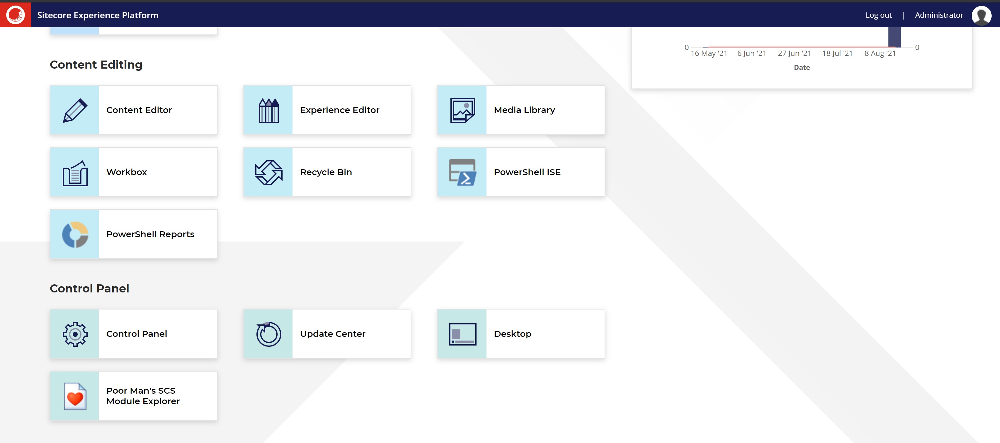 Sitecore Experience Platform
Log out | Administrator
0 0
16 May '21 6 Jun '21 27 Jun '21 18 Jul '21 8 Aug '21
Date
Content Editing
Content Editor
Experience Editor
Media Library
Workbox
Recycle Bin
PowerShell ISE
PowerShell Reports
Control Panel
Control Panel
Update Center
Desktop
Poor Man's SCS
Module Explorer